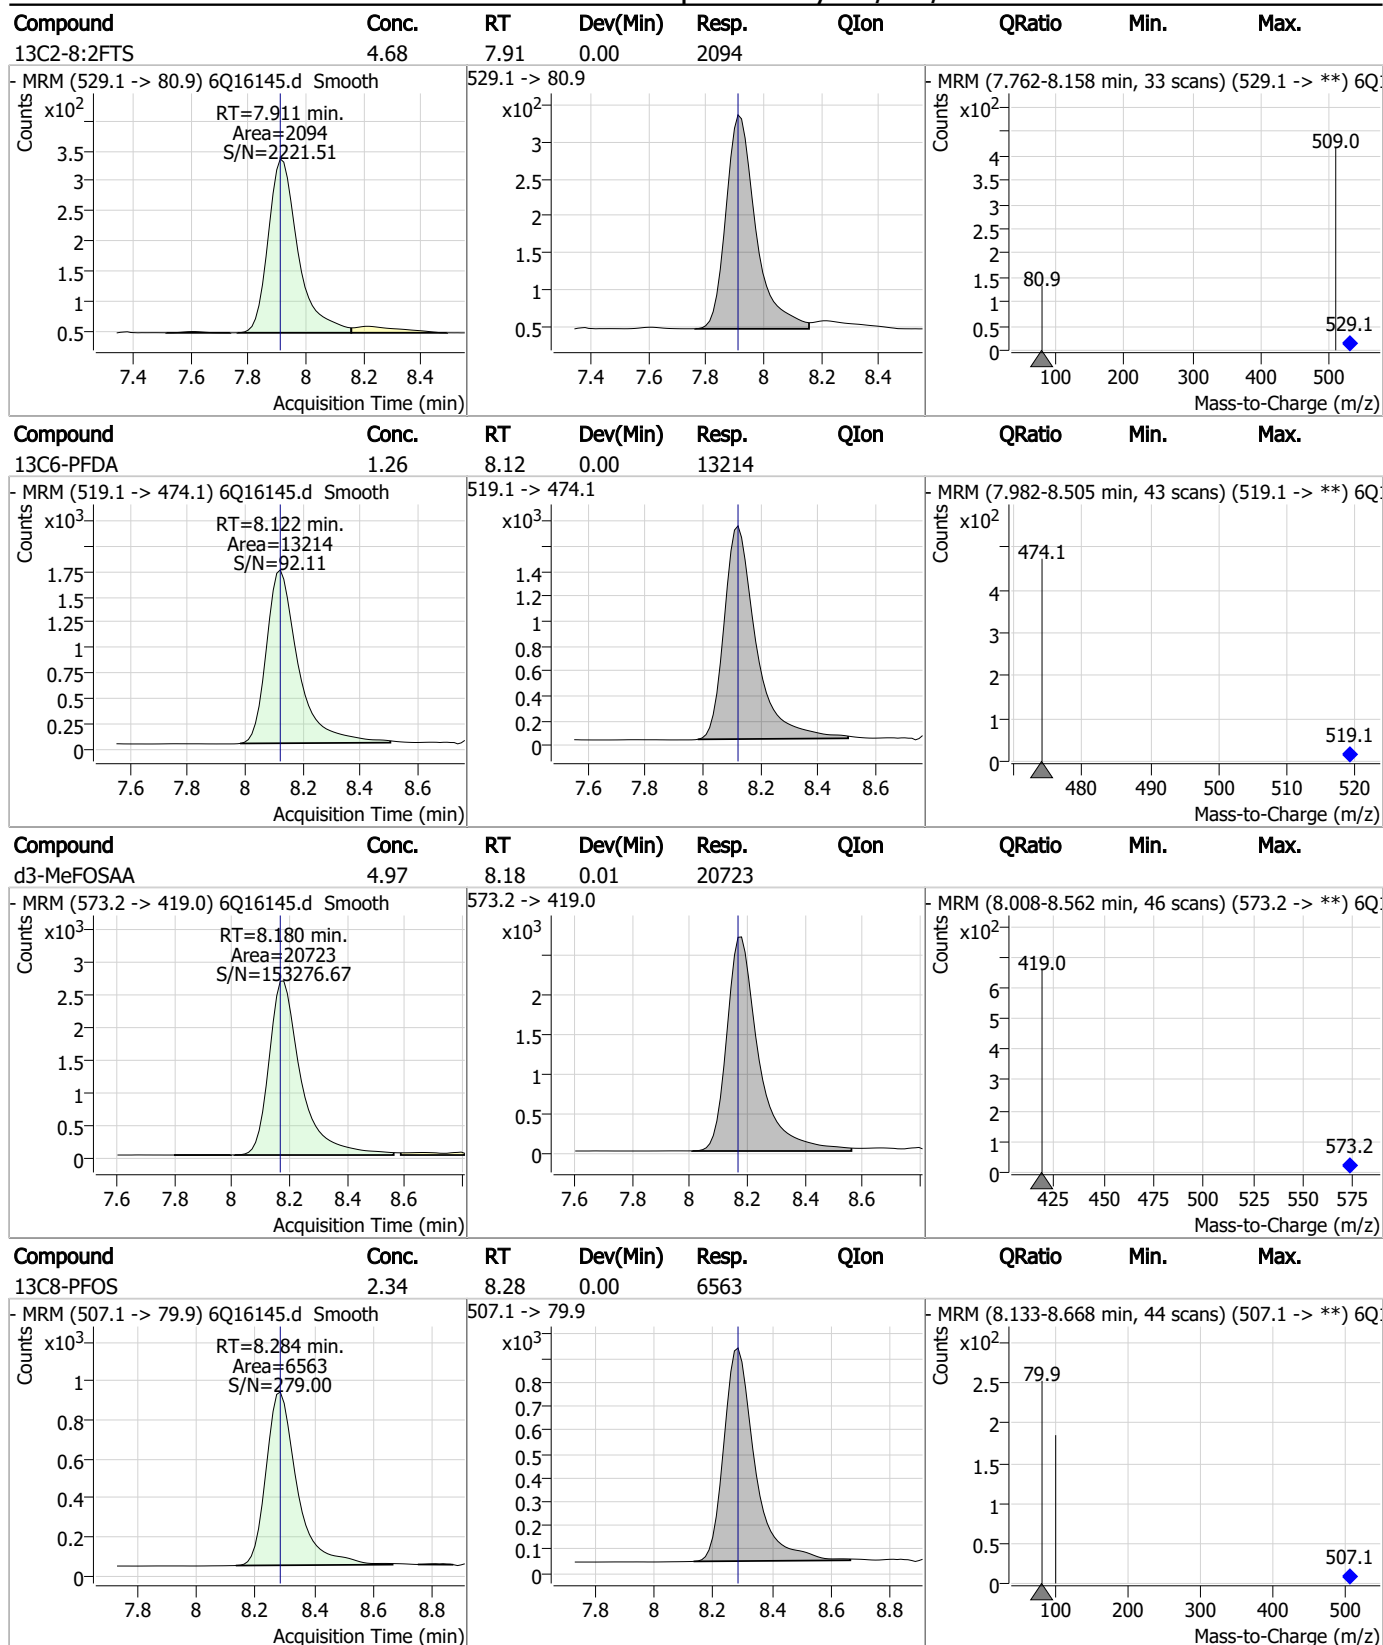 Compound Conc. RT Dev(Min) Resp. QIon QRatio Min. Max.
13C2-8:2FTS 4.68 7.91 0.00 2094
- MRM (529.1 -> 80.9) 6Q16145.d Smooth
Counts
x10²
RT=7.911 min.
Area=2094
S/N=2221.51
3.5
3
2.5
2
1.5
1
0.5
7.4 7.6 7.8 8 8.2 8.4
Acquisition Time (min)
529.1 -> 80.9
x10²
3
2.5
2
1.5
1
0.5
7.4 7.6 7.8 8 8.2 8.4
- MRM (7.762-8.158 min, 33 scans) (529.1 -> **) 6Q
Counts
x10²
509.0
4
3.5
3
2.5
2
1.5
80.9
1
0.5
529.1
0
100 200 300 400 500
Mass-to-Charge (m/z)
Compound Conc. RT Dev(Min) Resp. QIon QRatio Min. Max.
13C6-PFDA 1.26 8.12 0.00 13214
- MRM (519.1 -> 474.1) 6Q16145.d Smooth
Counts
x10³
RT=8.122 min.
Area=13214
S/N=92.11
1.75
1.5
1.25
1
0.75
0.5
0.25
0
7.6 7.8 8 8.2 8.4 8.6
Acquisition Time (min)
519.1 -> 474.1
x10³
1.4
1.2
1
0.8
0.6
0.4
0.2
0
7.6 7.8 8 8.2 8.4 8.6
- MRM (7.982-8.505 min, 43 scans) (519.1 -> **) 6Q
Counts
x10²
474.1
4
3
2
1
519.1
0
480 490 500 510 520
Mass-to-Charge (m/z)
Compound Conc. RT Dev(Min) Resp. QIon QRatio Min. Max.
d3-MeFOSAA 4.97 8.18 0.01 20723
- MRM (573.2 -> 419.0) 6Q16145.d Smooth
Counts
x10³
RT=8.180 min.
Area=20723
S/N=153276.67
3
2.5
2
1.5
1
0.5
0
7.6 7.8 8 8.2 8.4 8.6
Acquisition Time (min)
573.2 -> 419.0
x10³
2
1.5
1
0.5
0
7.6 7.8 8 8.2 8.4 8.6
- MRM (8.008-8.562 min, 46 scans) (573.2 -> **) 6Q
Counts
x10²
419.0
6
5
4
3
2
1
573.2
0
425 450 475 500 525 550 575
Mass-to-Charge (m/z)
Compound Conc. RT Dev(Min) Resp. QIon QRatio Min. Max.
13C8-PFOS 2.34 8.28 0.00 6563
- MRM (507.1 -> 79.9) 6Q16145.d Smooth
Counts
x10³
RT=8.284 min.
Area=6563
S/N=279.00
1
0.8
0.6
0.4
0.2
0
7.8 8 8.2 8.4 8.6 8.8
Acquisition Time (min)
507.1 -> 79.9
x10³
0.8
0.7
0.6
0.5
0.4
0.3
0.2
0.1
0
7.8 8 8.2 8.4 8.6 8.8
- MRM (8.133-8.668 min, 44 scans) (507.1 -> **) 6Q
Counts
x10²
79.9
2.5
2
1.5
1
0.5
507.1
0
100 200 300 400 500
Mass-to-Charge (m/z)